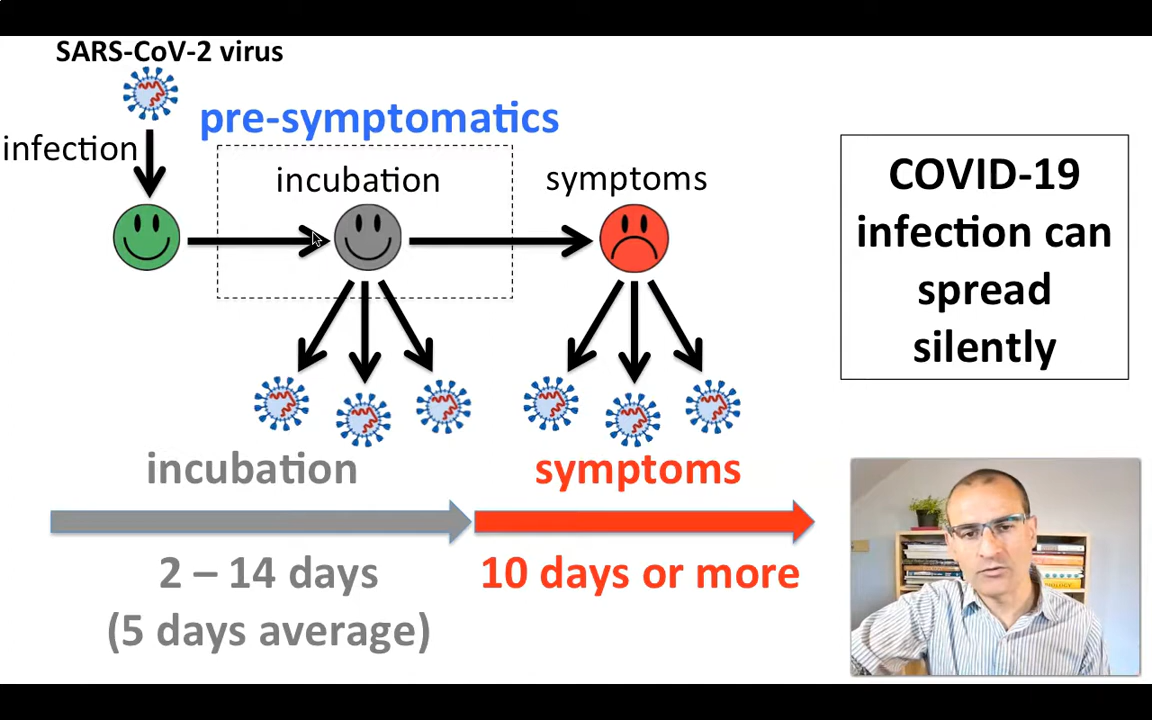 SARS-CoV-2 virus
pre-symptomatics
infection
incubation
symptoms
COVID-19
infection can
spread
silently
incubation
symptoms
2 – 14 days
(5 days average)
10 days or more